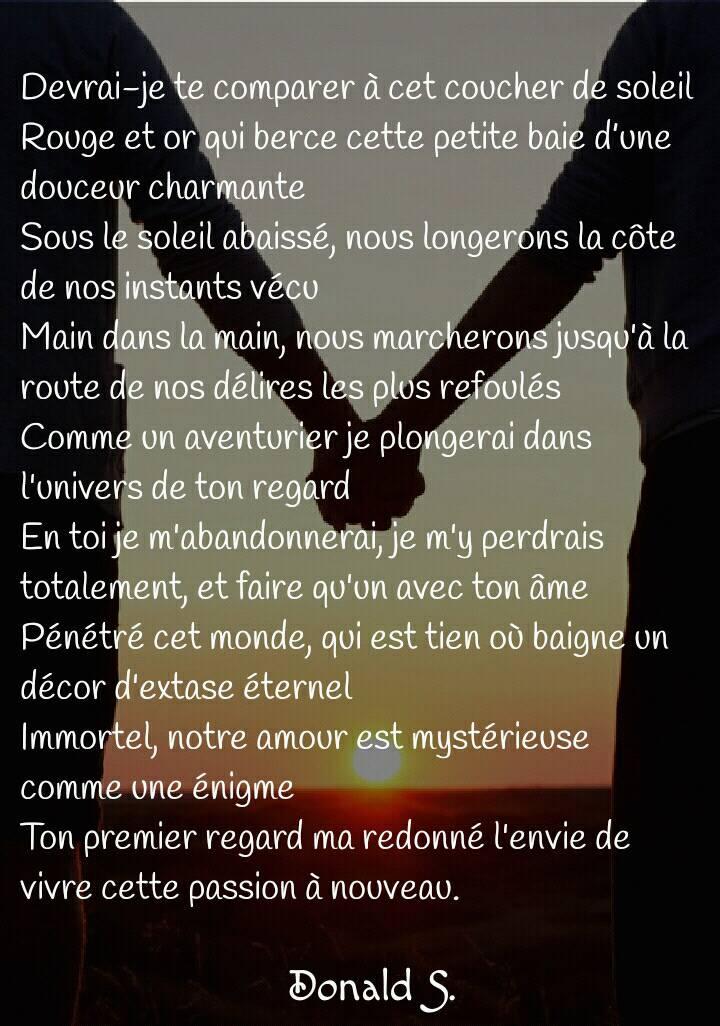 Devrai-je te comparer à cet coucher de soleil
Rouge et or qui berce cette petite baie d'une
douceur charmante
Sous le soleil abaissé, nous longerons la côte
de nos instants vécu
Main dans la main, nous marcherons jusqu'à la
route de nos délires les plus refoulés
Comme un aventurier je plongerai dans
l'univers de ton regard
En toi je m'abandonnerai, je m'y perdrais
totalement, et faire qu'un avec ton âme
Pénétré cet monde, qui est tien où baigne un
décor d'extase éternel
Immortel, notre amour est mystérieuse
comme une énigme
Ton premier regard ma redonné l'envie de
vivre cette passion à nouveau.
Donald S.